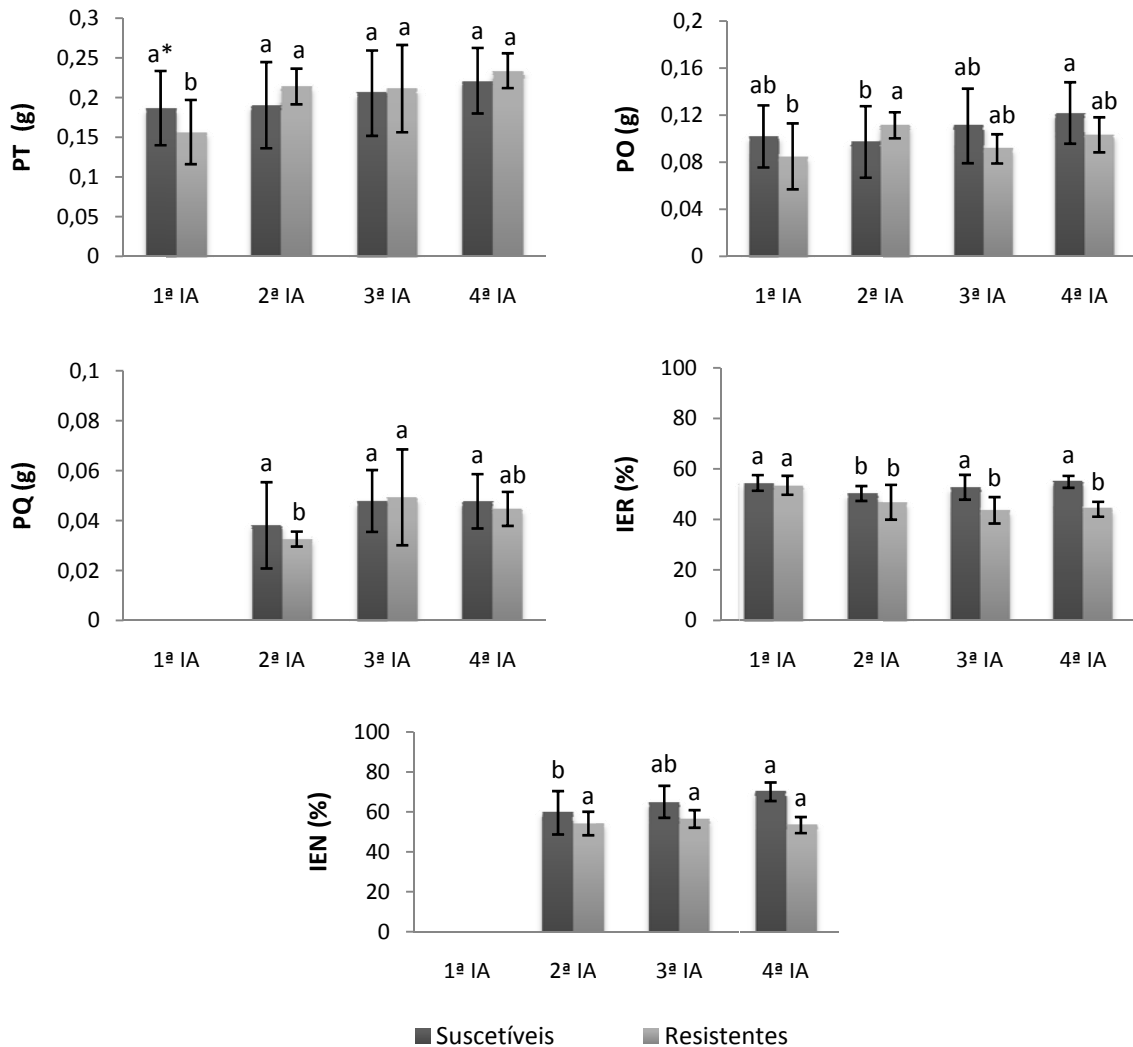 PT (g)
0,3
0,25
0,2
0,15
0,1
0,05
0
a* b a a a a a a
1ª IA 2ª IA 3ª IA 4ª IA
PO (g)
0,2
0,16
0,12
0,08
0,04
0
ab b b a ab ab a ab
1ª IA 2ª IA 3ª IA 4ª IA
PQ (g)
0,1
0,08
0,06
0,04
0,02
0
a b a a a ab
1ª IA 2ª IA 3ª IA 4ª IA
IER (%)
100
80
60
40
20
0
a a b b a b a b
1ª IA 2ª IA 3ª IA 4ª IA
IEN (%)
100
80
60
40
20
0
b a ab a a a
1ª IA 2ª IA 3ª IA 4ª IA
Suscetíveis Resistentes